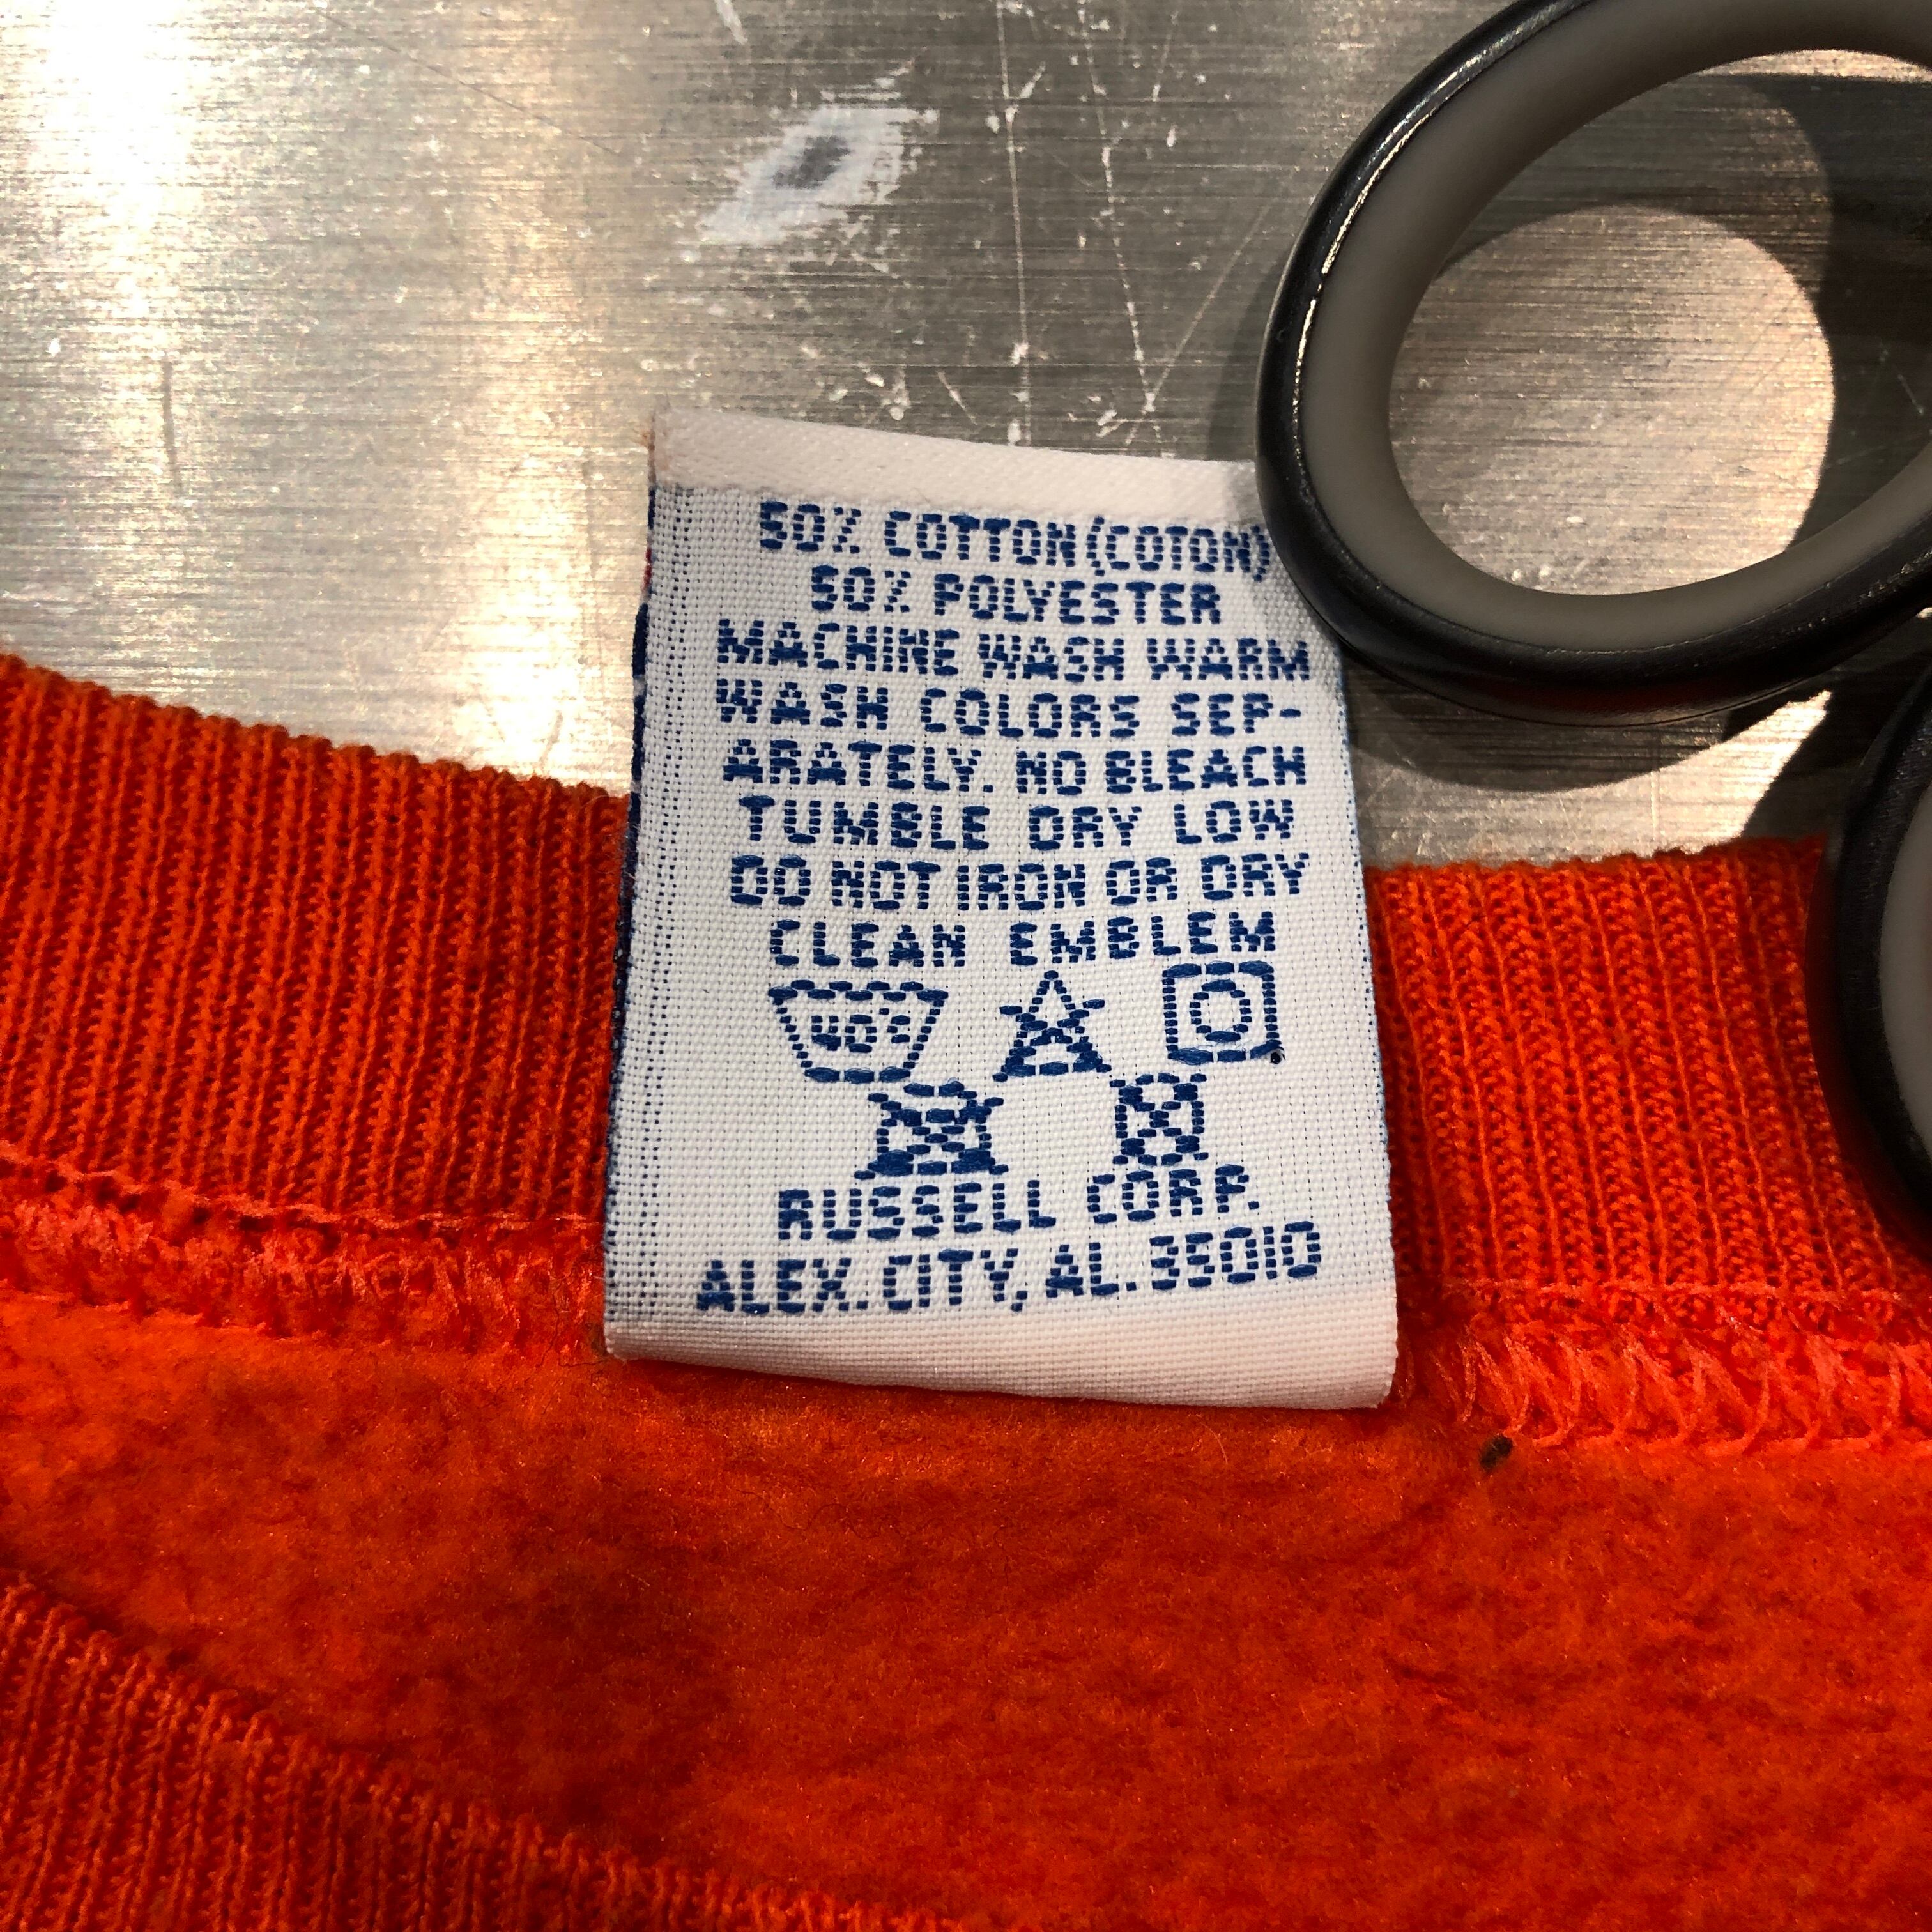 50% COTTON (COTON)
50% POLYESTER
MACHINE WASH WARM
WASH COLORS SEP-
ARATELY. NO BLEACH
TUMBLE DRY LOW
DO NOT IRON OR DRY
CLEAN EMBLEM
40°C
RUSSELL CORP.
ALEX. CITY, AL. 35010